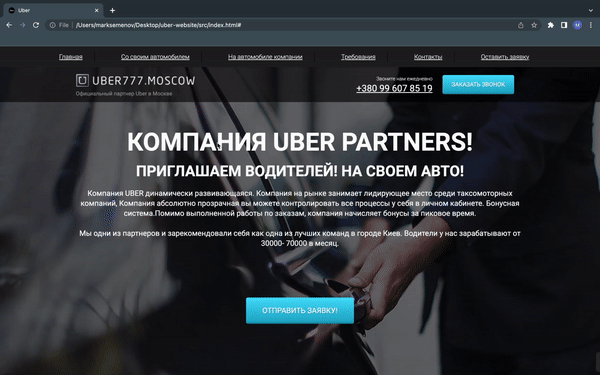 Uber
File
/Users/marksemenov/Desktop/uber-website/src/index.html#
Главная
Со своим автомобилем
На автомобиле компании
Требования
Контакты
Оставить заявку
UBER777.MOSCOW
Официальный партнер Uber в Москве
Звоните нам ежедневно
+380 99 607 85 19
ЗАКАЗАТЬ ЗВОНОК
КОМПАНИЯ UBER PARTNERS!
ПРИГЛАШАЕМ ВОДИТЕЛЕЙ! НА СВОЕМ АВТО!
Компания UBER динамически развивающаяся. Компания на рынке занимает лидирующее место среди таксомоторных
компаний, Компания абсолютно прозрачная вы можете контролировать все процессы у себя в личном кабинете. Бонусная
система.Помимо выполненной работы по заказам, компания начисляет бонусы за пиковое время.
Мы одни из партнеров и зарекомендовали себя как одна из лучших команд в городе Киев. Водители у нас зарабатывают от
30000- 70000 в месяц.
ОТПРАВИТЬ ЗАЯВКУ!